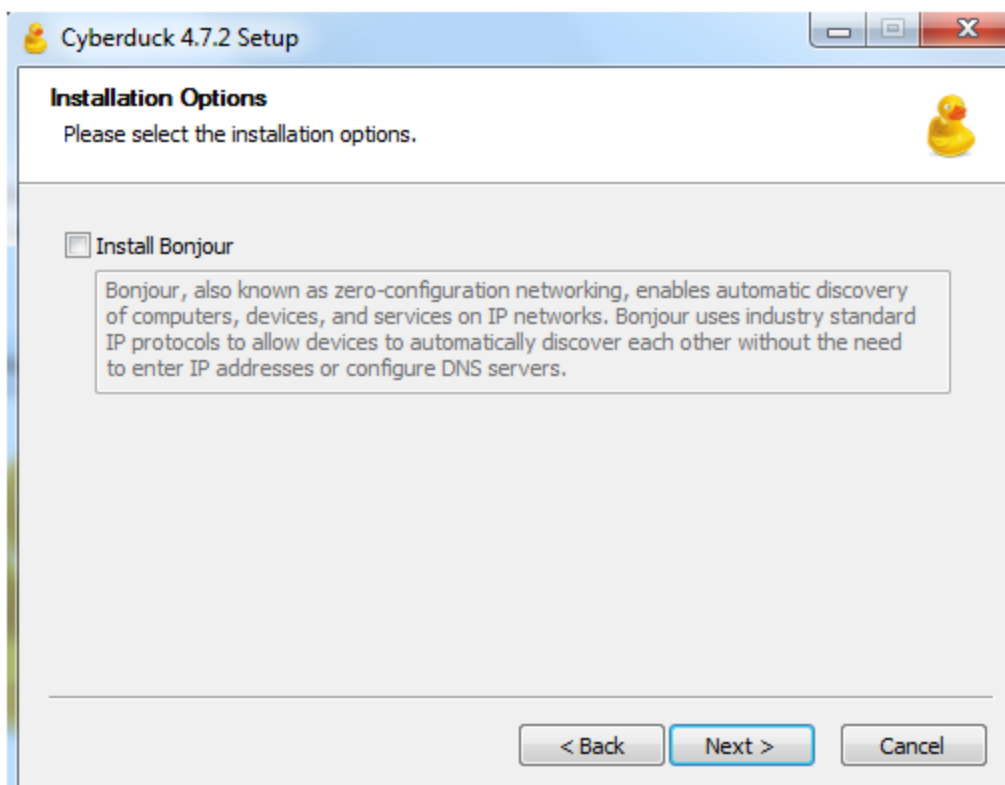 Cyberduck 4.7.2 Setup
Installation Options
Please select the installation options.
Install Bonjour
Bonjour, also known as zero-configuration networking, enables automatic discovery
of computers, devices, and services on IP networks. Bonjour uses industry standard
IP protocols to allow devices to automatically discover each other without the need
to enter IP addresses or configure DNS servers.
< Back Next > Cancel